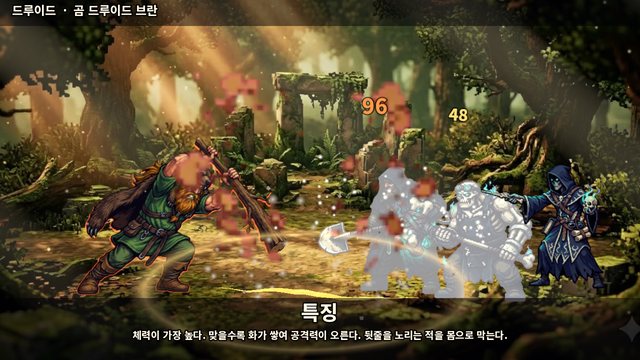 드루이드 · 곰 드루이드 브란
96
48
특징
체력이 가장 높다. 맞을수록 화가 쌓여 공격력이 오른다. 뒷줄을 노리는 적을 몸으로 막는다.